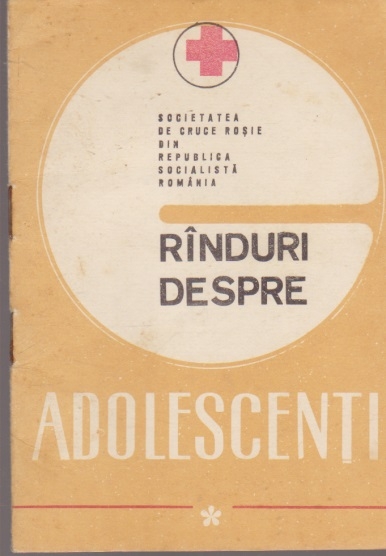 SOCIETATEA
DE CRUCE ROȘIE
DIN
REPUBLICA
SOCIALISTĂ
ROMÂNIA
RÎNDURI
DESPRE
ADOLESCENȚI